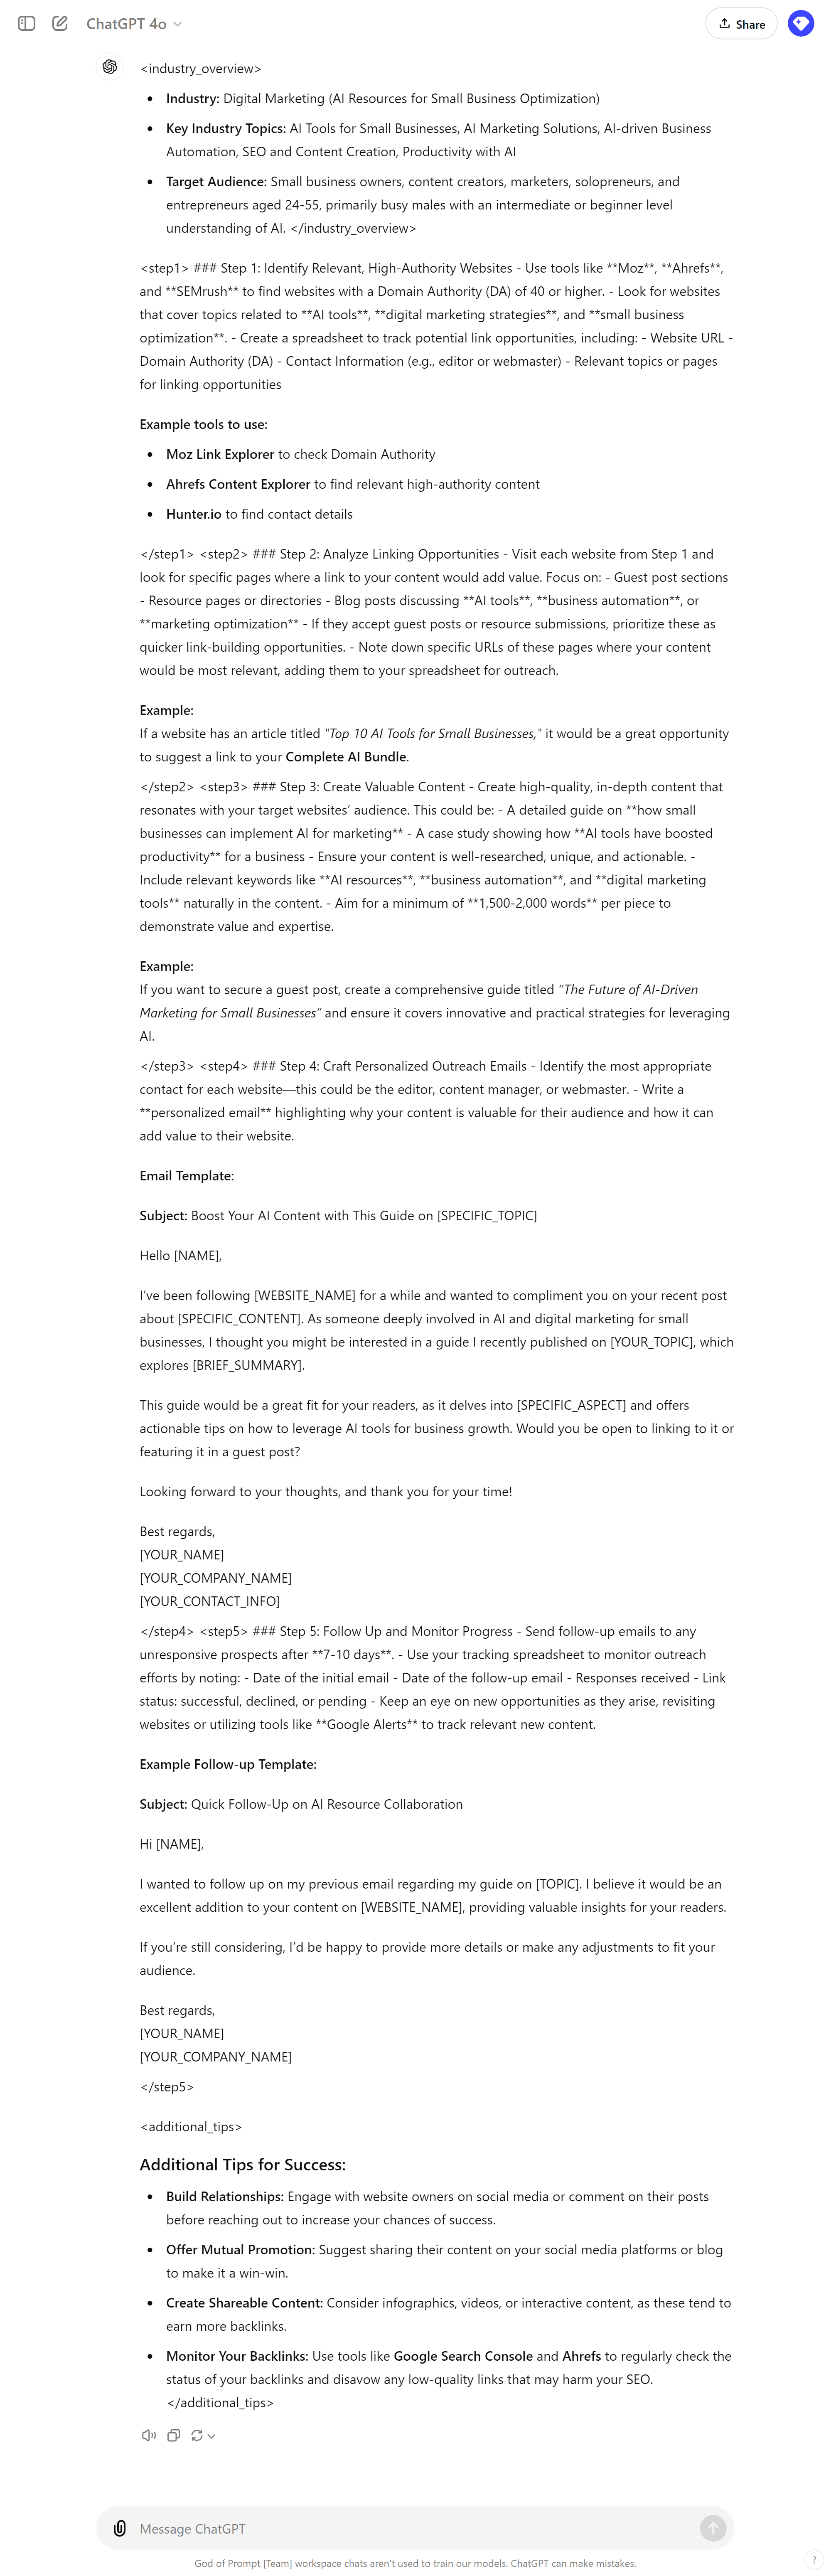 ChatGPT 4o
Share
<industry_overview>
• Industry: Digital Marketing (AI Resources for Small Business Optimization)
• Key Industry Topics: AI Tools for Small Businesses, AI Marketing Solutions, AI-driven Business
Automation, SEO and Content Creation, Productivity with AI
• Target Audience: Small business owners, content creators, marketers, solopreneurs, and
entrepreneurs aged 24-55, primarily busy males with an intermediate or beginner level
understanding of AI. </industry_overview>
<step1> ### Step 1: Identify Relevant, High-Authority Websites - Use tools like **Moz**, **Ahrefs**,
and **SEMrush** to find websites with a Domain Authority (DA) of 40 or higher. - Look for websites
that cover topics related to **AI tools**, **digital marketing strategies**, and **small business
optimization**. - Create a spreadsheet to track potential link opportunities, including: - Website URL -
Domain Authority (DA) - Contact Information (e.g., editor or webmaster) - Relevant topics or pages
for linking opportunities
Example tools to use:
• Moz Link Explorer to check Domain Authority
• Ahrefs Content Explorer to find relevant high-authority content
• Hunter.io to find contact details
</step1> <step2> ### Step 2: Analyze Linking Opportunities - Visit each website from Step 1 and
look for specific pages where a link to your content would add value. Focus on: - Guest post sections
- Resource pages or directories - Blog posts discussing **AI tools**, **business automation**, or
**marketing optimization** - If they accept guest posts or resource submissions, prioritize these as
quicker link-building opportunities. - Note down specific URLs of these pages where your content
would be most relevant, adding them to your spreadsheet for outreach.
Example:
If a website has an article titled "Top 10 AI Tools for Small Businesses," it would be a great opportunity
to suggest a link to your Complete AI Bundle.
</step2> <step3> ### Step 3: Create Valuable Content - Create high-quality, in-depth content that
resonates with your target websites’ audience. This could be: - A detailed guide on **how small
businesses can implement AI for marketing** - A case study showing how **AI tools have boosted
productivity** for a business - Ensure your content is well-researched, unique, and actionable. -
Include relevant keywords like **AI resources**, **business automation**, and **digital marketing
tools** naturally in the content. - Aim for a minimum of **1,500-2,000 words** per piece to
demonstrate value and expertise.
Example:
If you want to secure a guest post, create a comprehensive guide titled “The Future of AI-Driven
Marketing for Small Businesses” and ensure it covers innovative and practical strategies for leveraging
AI.
</step3> <step4> ### Step 4: Craft Personalized Outreach Emails - Identify the most appropriate
contact for each website—this could be the editor, content manager, or webmaster. - Write a
**personalized email** highlighting why your content is valuable for their audience and how it can
add value to their website.
Email Template:
Subject: Boost Your AI Content with This Guide on [SPECIFIC_TOPIC]
Hello [NAME],
I’ve been following [WEBSITE_NAME] for a while and wanted to compliment you on your recent post
about [SPECIFIC_CONTENT]. As someone deeply involved in AI and digital marketing for small
businesses, I thought you might be interested in a guide I recently published on [YOUR_TOPIC], which
explores [BRIEF_SUMMARY].
This guide would be a great fit for your readers, as it delves into [SPECIFIC_ASPECT] and offers
actionable tips on how to leverage AI tools for business growth. Would you be open to linking to it or
featuring it in a guest post?
Looking forward to your thoughts, and thank you for your time!
Best regards,
[YOUR_NAME]
[YOUR_COMPANY_NAME]
[YOUR_CONTACT_INFO]
</step4> <step5> ### Step 5: Follow Up and Monitor Progress - Send follow-up emails to any
unresponsive prospects after **7-10 days**. - Use your tracking spreadsheet to monitor outreach
efforts by noting: - Date of the initial email - Date of the follow-up email - Responses received - Link
status: successful, declined, or pending - Keep an eye on new opportunities as they arise, revisiting
websites or utilizing tools like **Google Alerts** to track relevant new content.
Example Follow-up Template:
Subject: Quick Follow-Up on AI Resource Collaboration
Hi [NAME],
I wanted to follow up on my previous email regarding my guide on [TOPIC]. I believe it would be an
excellent addition to your content on [WEBSITE_NAME], providing valuable insights for your readers.
If you’re still considering, I’d be happy to provide more details or make any adjustments to fit your
audience.
Best regards,
[YOUR_NAME]
[YOUR_COMPANY_NAME]
</step5>
<additional_tips>
Additional Tips for Success:
• Build Relationships: Engage with website owners on social media or comment on their posts
before reaching out to increase your chances of success.
• Offer Mutual Promotion: Suggest sharing their content on your social media platforms or blog
to make it a win-win.
• Create Shareable Content: Consider infographics, videos, or interactive content, as these tend to
earn more backlinks.
• Monitor Your Backlinks: Use tools like Google Search Console and Ahrefs to regularly check the
status of your backlinks and disavow any low-quality links that may harm your SEO.
</additional_tips>
Message ChatGPT
God of Prompt [Team] workspace chats aren't used to train our models. ChatGPT can make mistakes.
?